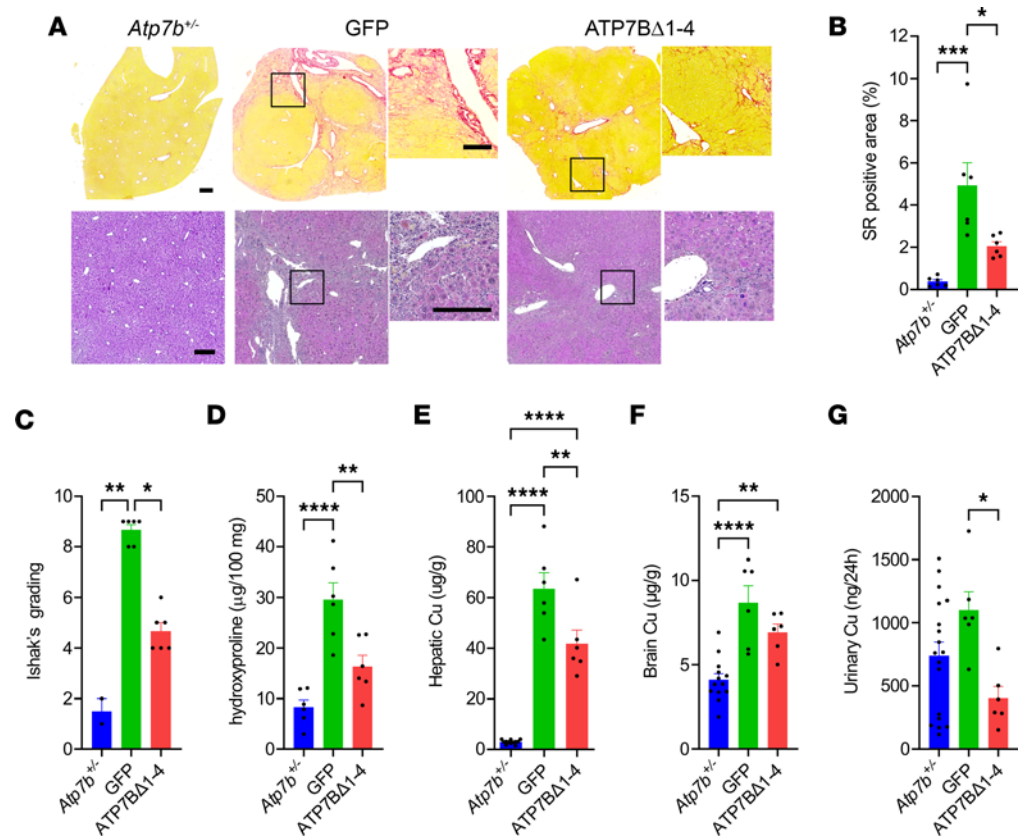 A
Atp7b+/-
GFP
ATP7BΔ1-4
B
SR positive area (%)
12
10
8
6
4
2
0
***
*
Atp7b+/-
GFP
ATP7BΔ1-4
C
Ishak's grading
10
8
6
4
2
0
**
*
Atp7b+/-
GFP
ATP7BΔ1-4
D
hydroxyproline (µg/100 mg)
50
40
30
20
10
0
****
**
Atp7b+/-
GFP
ATP7BΔ1-4
E
Hepatic Cu (ug/g)
100
80
60
40
20
0
****
**
****
Atp7b+/-
GFP
ATP7BΔ1-4
F
Brain Cu (µg/g)
15
10
5
0
**
****
Atp7b+/-
GFP
ATP7BΔ1-4
G
Urinary Cu (ng/24h)
2000
1500
1000
500
0
*
Atp7b+/-
GFP
ATP7BΔ1-4